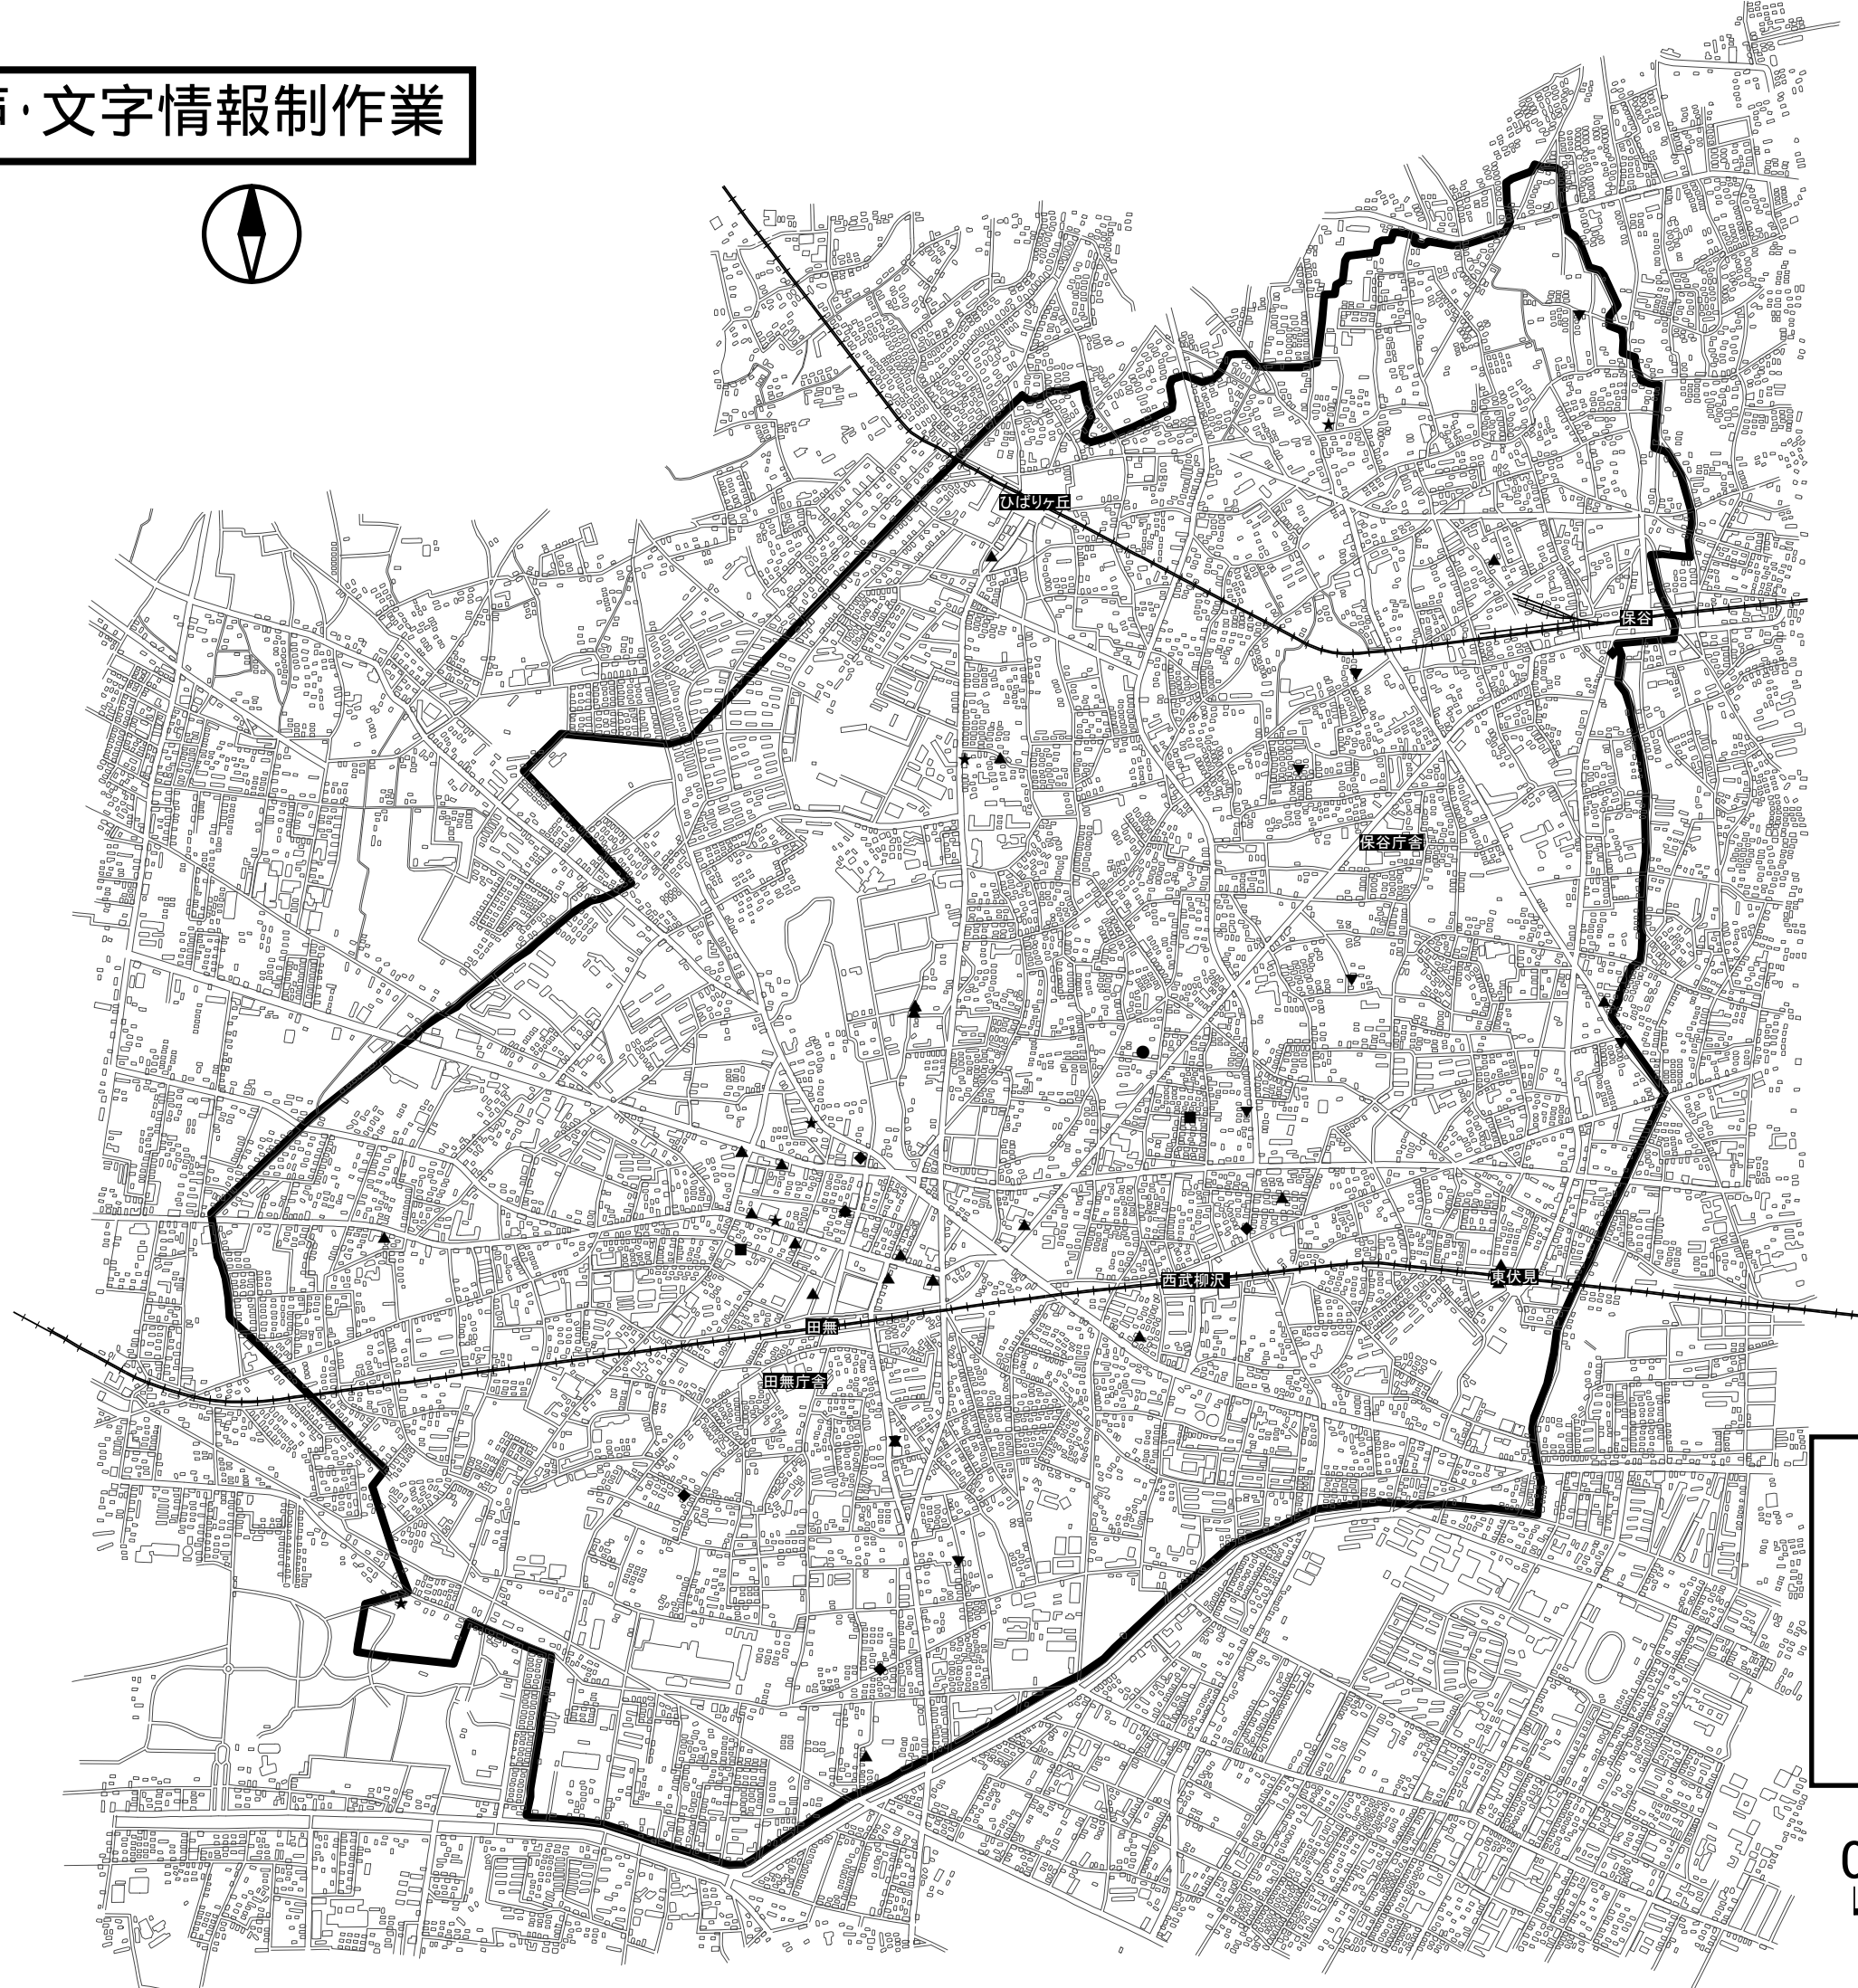 ・文字情報制作業
ひばりヶ丘
保谷
保谷庁舎
西武柳沢
東伏見
田無
田無庁舎
0